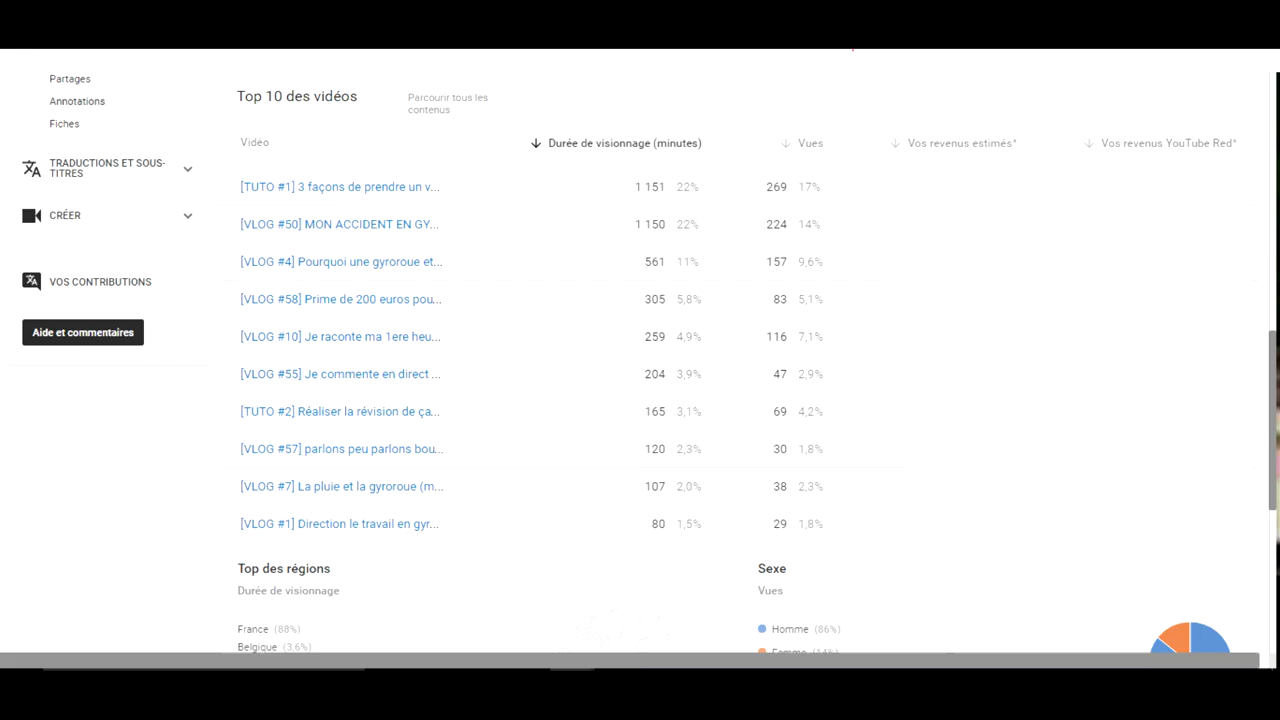 Partages
Annotations
Fiches
TRADUCTIONS ET SOUS-
TITRES
CRÉER
VOS CONTRIBUTIONS
Aide et commentaires
Top 10 des vidéos
Parcourir tous les
contenus
Vidéo Durée de visionnage (minutes) Vues Vos revenus estimés* Vos revenus YouTube Red*
[TUTO #1] 3 façons de prendre un v... 1 151 22% 269 17%
[VLOG #50] MON ACCIDENT EN GY... 1 150 22% 224 14%
[VLOG #4] Pourquoi une gyroroue et... 561 11% 157 9,6%
[VLOG #58] Prime de 200 euros pou... 305 5,8% 83 5,1%
[VLOG #10] Je raconte ma 1ere heu... 259 4,9% 116 7,1%
[VLOG #55] Je commente en direct ... 204 3,9% 47 2,9%
[TUTO #2] Réaliser la révision de ça... 165 3,1% 69 4,2%
[VLOG #57] parlons peu parlons bou... 120 2,3% 30 1,8%
[VLOG #7] La pluie et la gyroroue (m... 107 2,0% 38 2,3%
[VLOG #1] Direction le travail en gyr... 80 1,5% 29 1,8%
Top des régions
Durée de visionnage
France (88%)
Belgique (3,6%)
Sexe
Vues
Homme (86%)
Femme (14%)